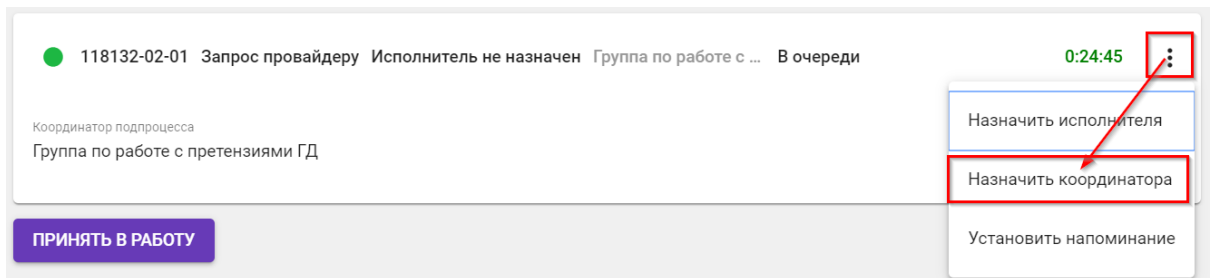 118132-02-01 Запрос провайдеру Исполнитель не назначен Группа по работе с ... В очереди 0:24:45
Назначить исполнителя
Координатор подпроцесса
Группа по работе с претензиями ГД
Назначить координатора
ПРИНЯТЬ В РАБОТУ
Установить напоминание